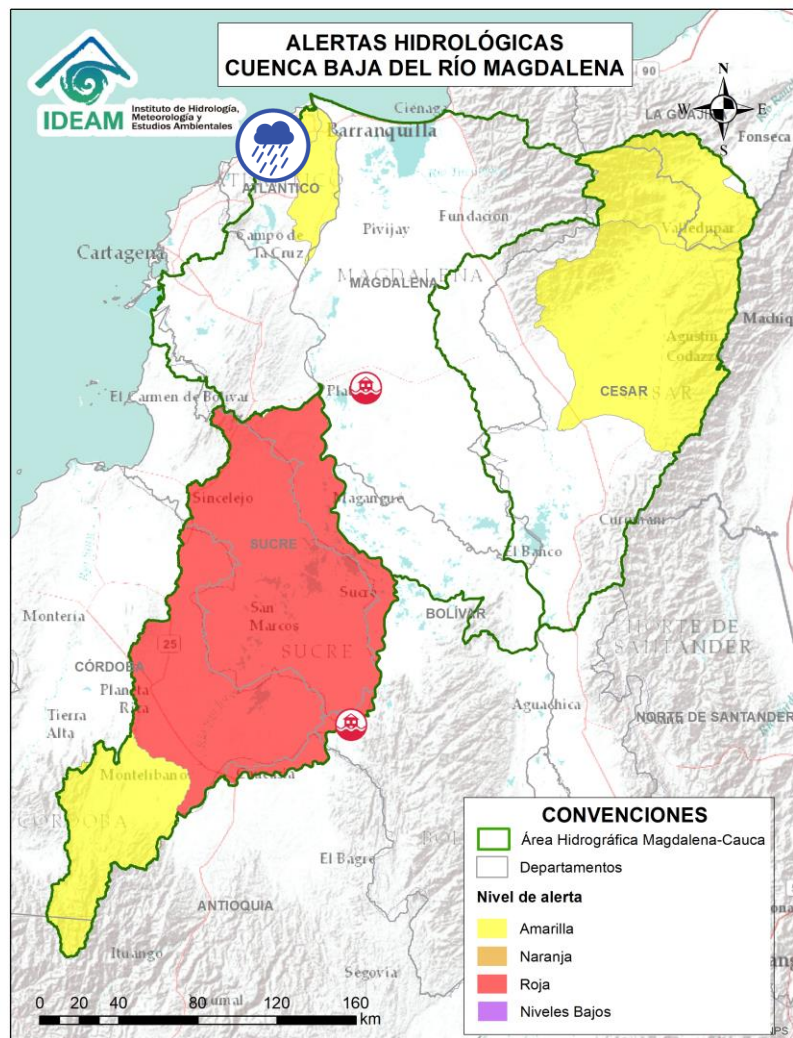 ALERTAS HIDROLÓGICAS
CUENCA BAJA DEL RÍO MAGDALENA
IDEAM
Instituto de Hidrología,
Meteorología y
Estudios Ambientales
90
N
W E
S
Ciénaga
LA GUAJIRA
Fonseca
Barranquilla
ATLÁNTICO
Fundación
Pivijay
Valledupar
Campo de
la Cruz
Cartagena
MAGDALENA
MAGDALENA
Agustín
Codazzi
CESAR
El Carmen de Bolívar
Sincelejo
Magangue
Curumaní
SUCRE
El Banco
Sucre
San
Marcos
BOLÍVAR
Montería
25
SUCRE
NORTE DE
SANTANDER
CÓRDOBA
Planeta
Rica
Aguachica
NORTE DE SANTANDER
Tierra
Alta
Montelíbano
El Bagre
ANTIOQUIA
Ituango
Segovia
0 20 40 80 120 160
km
CONVENCIONES
Área Hidrográfica Magdalena-Cauca
Departamentos
Nivel de alerta
Amarilla
Naranja
Roja
Niveles Bajos